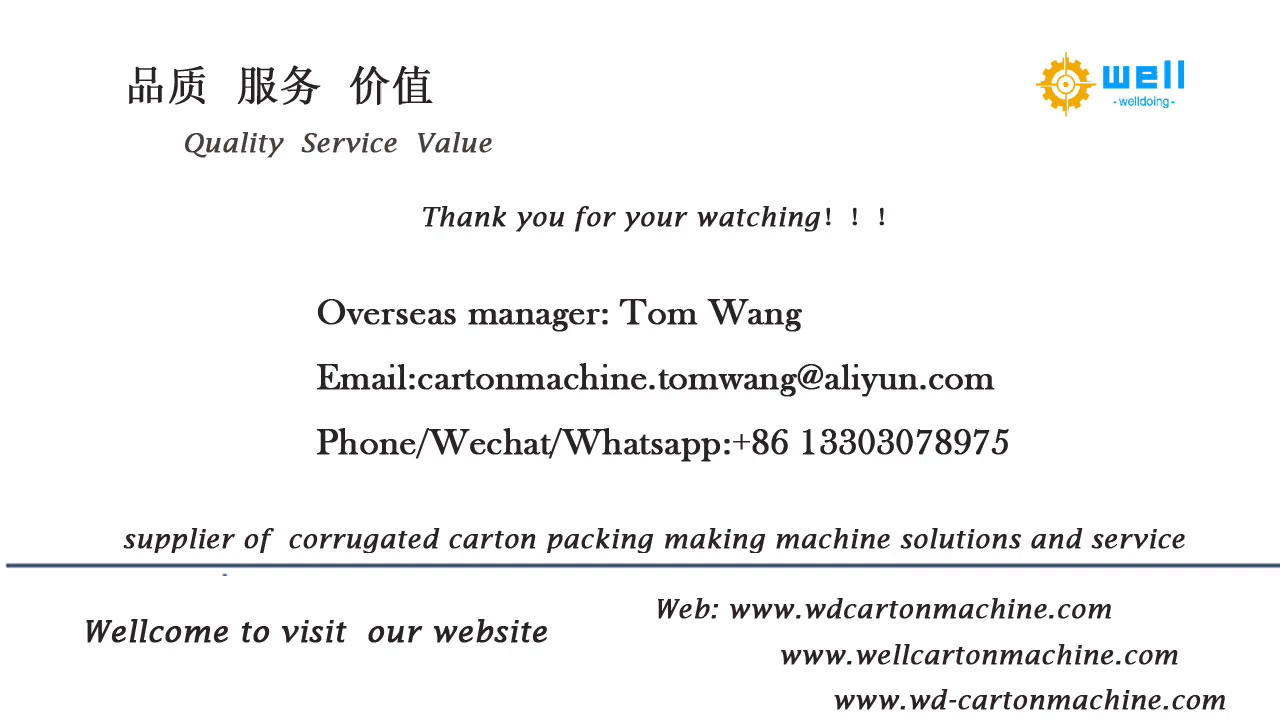 品质 服务 价值
well
-welldoing-
Quality Service Value
Thank you for your watching！！！
Overseas manager: Tom Wang
Email:cartonmachine.tomwang@aliyun.com
Phone/Wechat/Whatsapp:+86 13303078975
supplier of corrugated carton packing making machine solutions and service
Wellcome to visit our website
Web: www.wdcartonmachine.com
www.wellcartonmachine.com
www.wd-cartonmachine.com